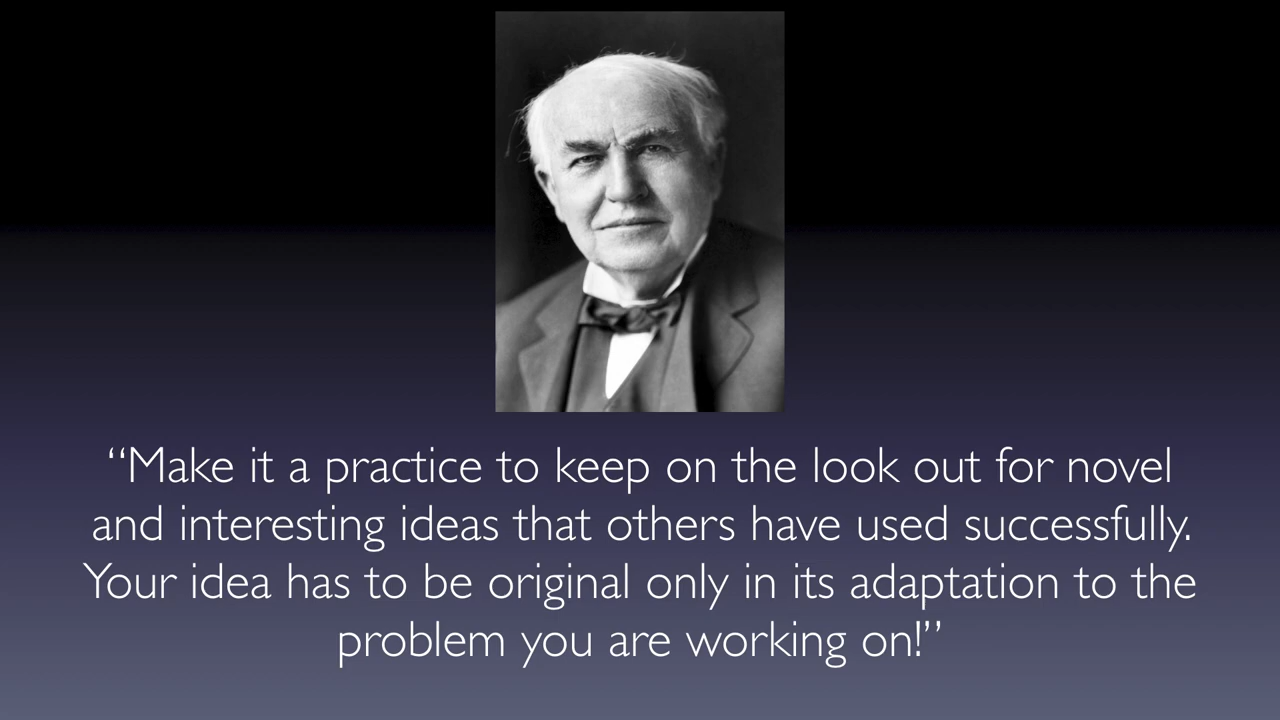 “Make it a practice to keep on the look out for novel
and interesting ideas that others have used successfully.
Your idea has to be original only in its adaptation to the
problem you are working on!”